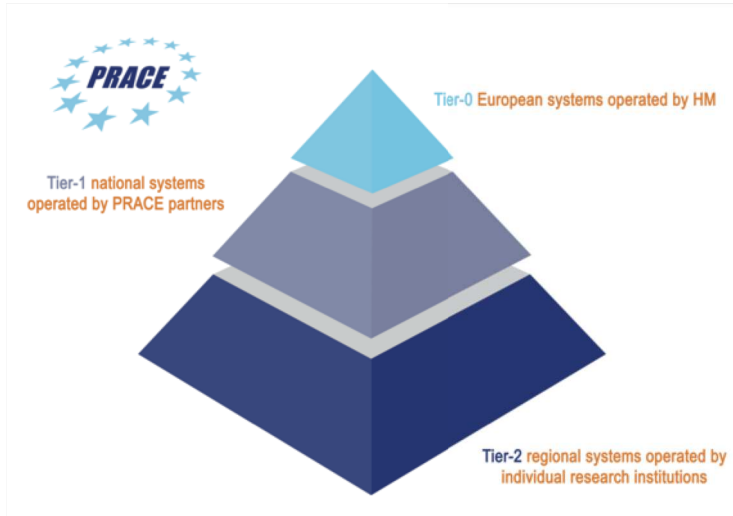 PRACE
Tier-0 European systems operated by HM
Tier-1 national systems
operated by PRACE partners
Tier-2 regional systems operated by
individual research institutions